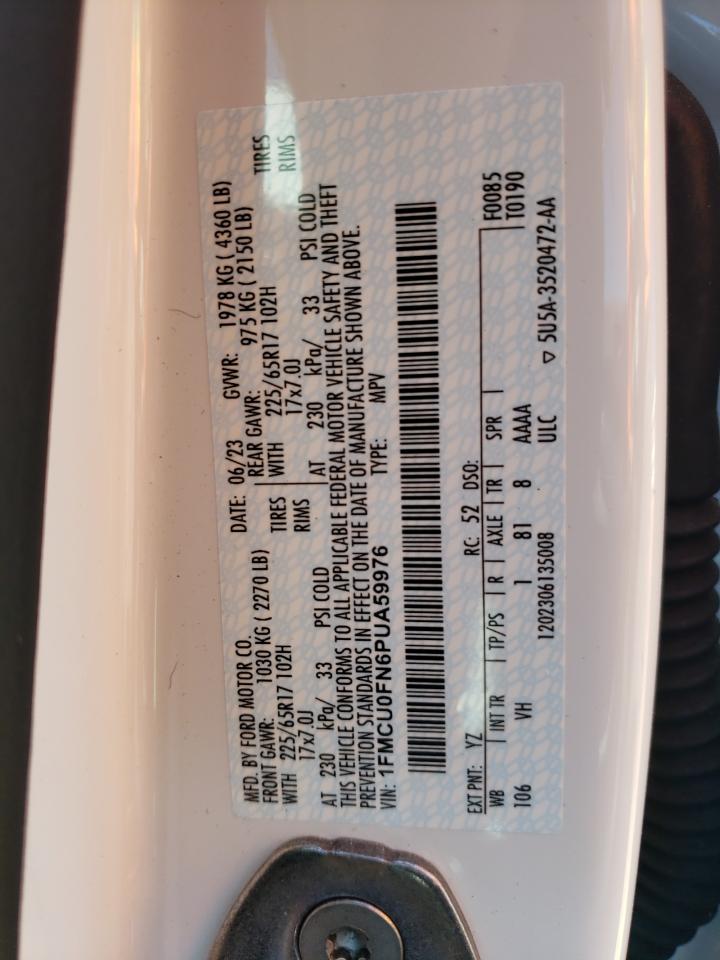 MFD. BY FORD MOTOR CO. DATE: 06/23 GVWR: 1978 KG ( 4360 LB)
FRONT GAWR: 1030 KG ( 2270 LB) REAR GAWR: 975 KG ( 2150 LB)
WITH 225/65R17 102H TIRES WITH 225/65R17 102H TIRES
17x7.0J RIMS 17x7.0J RIMS
AT 230 kPa/ 33 PSI COLD AT 230 kPa/ 33 PSI COLD
THIS VEHICLE CONFORMS TO ALL APPLICABLE FEDERAL MOTOR VEHICLE SAFETY AND THEFT
PREVENTION STANDARDS IN EFFECT ON THE DATE OF MANUFACTURE SHOWN ABOVE.
VIN: 1FMCU0FN6PUA59976 TYPE: MPV
EXT PNT: YZ RC: 52 DSO: F0085
WB INT TR TP/PS R AXLE TR SPR T0190
106 VH 1 81 8 AAAA
1202306135008 ULC ▽ 5U5A-3520472-AA